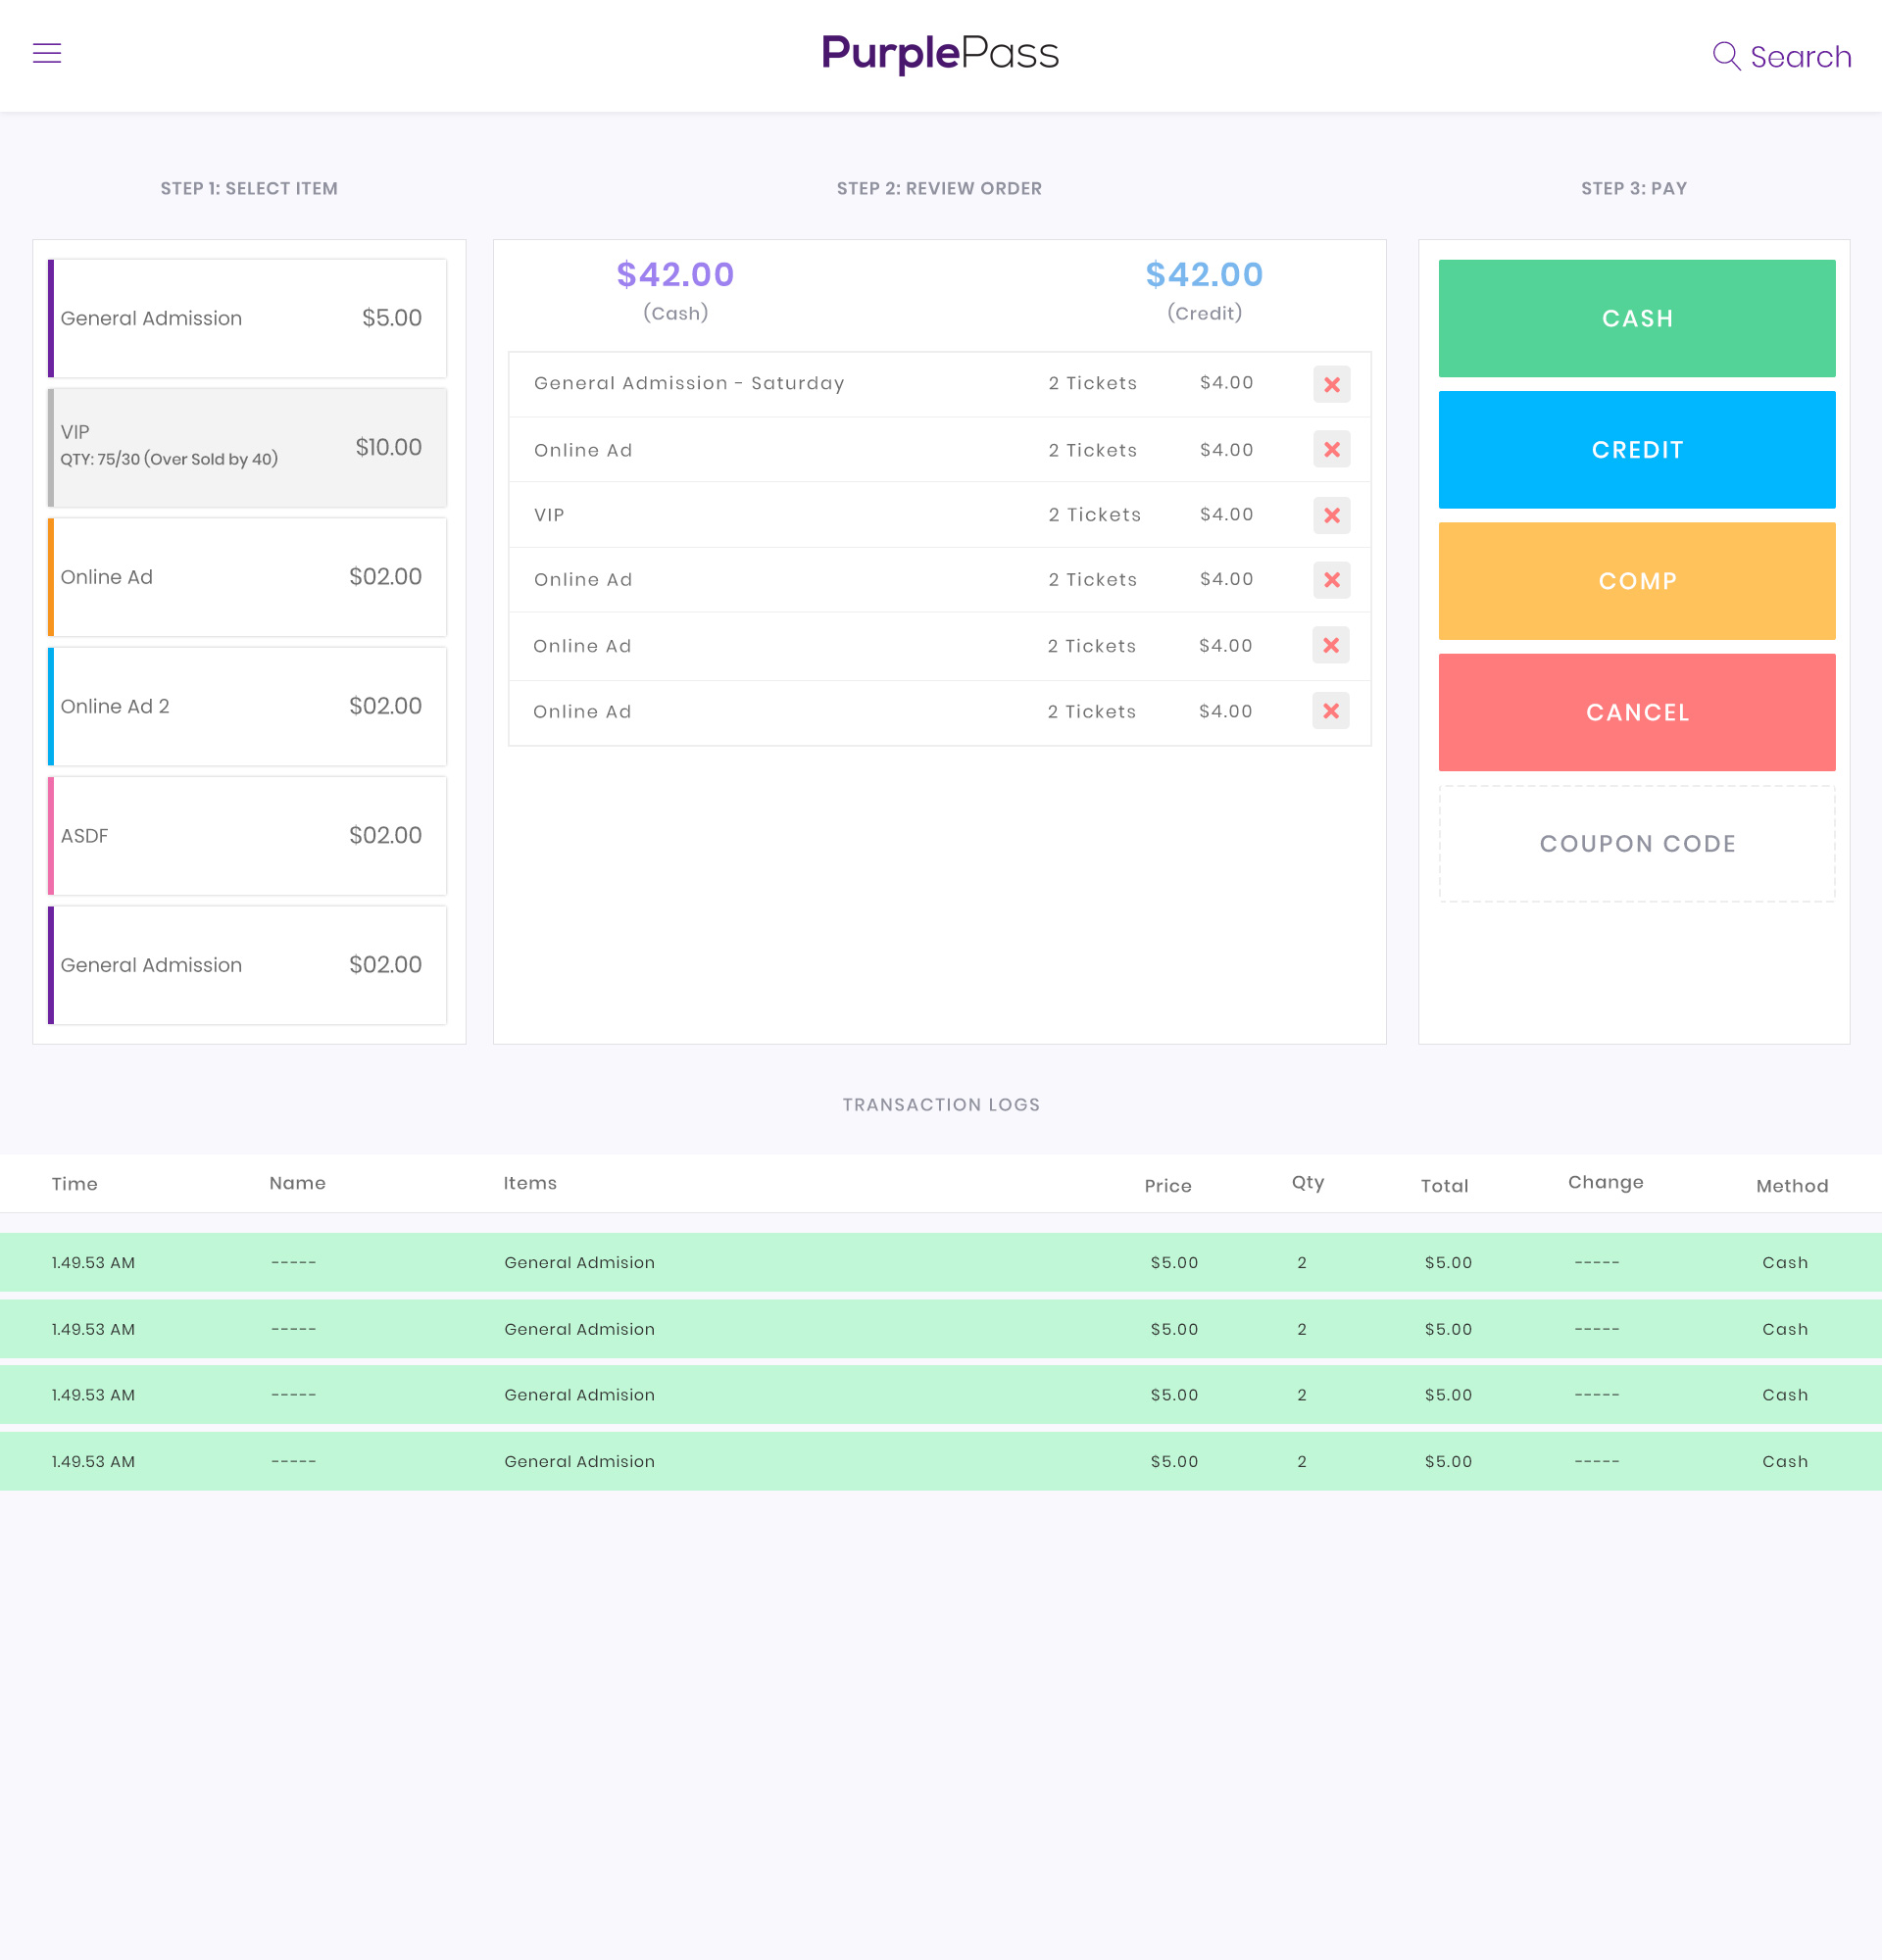 PurplePass
Search
STEP 1: SELECT ITEM
General Admission $5.00
VIP
QTY: 75/30 (Over Sold by 40)
$10.00
Online Ad $02.00
Online Ad 2 $02.00
ASDF $02.00
General Admission $02.00
STEP 2: REVIEW ORDER
$42.00
(Cash)
$42.00
(Credit)
General Admission - Saturday 2 Tickets $4.00
Online Ad 2 Tickets $4.00
VIP 2 Tickets $4.00
Online Ad 2 Tickets $4.00
Online Ad 2 Tickets $4.00
Online Ad 2 Tickets $4.00
STEP 3: PAY
CASH
CREDIT
COMP
CANCEL
COUPON CODE
TRANSACTION LOGS
Time Name Items Price Qty Total Change Method
1.49.53 AM ----- General Admision $5.00 2 $5.00 ----- Cash
1.49.53 AM ----- General Admision $5.00 2 $5.00 ----- Cash
1.49.53 AM ----- General Admision $5.00 2 $5.00 ----- Cash
1.49.53 AM ----- General Admision $5.00 2 $5.00 ----- Cash